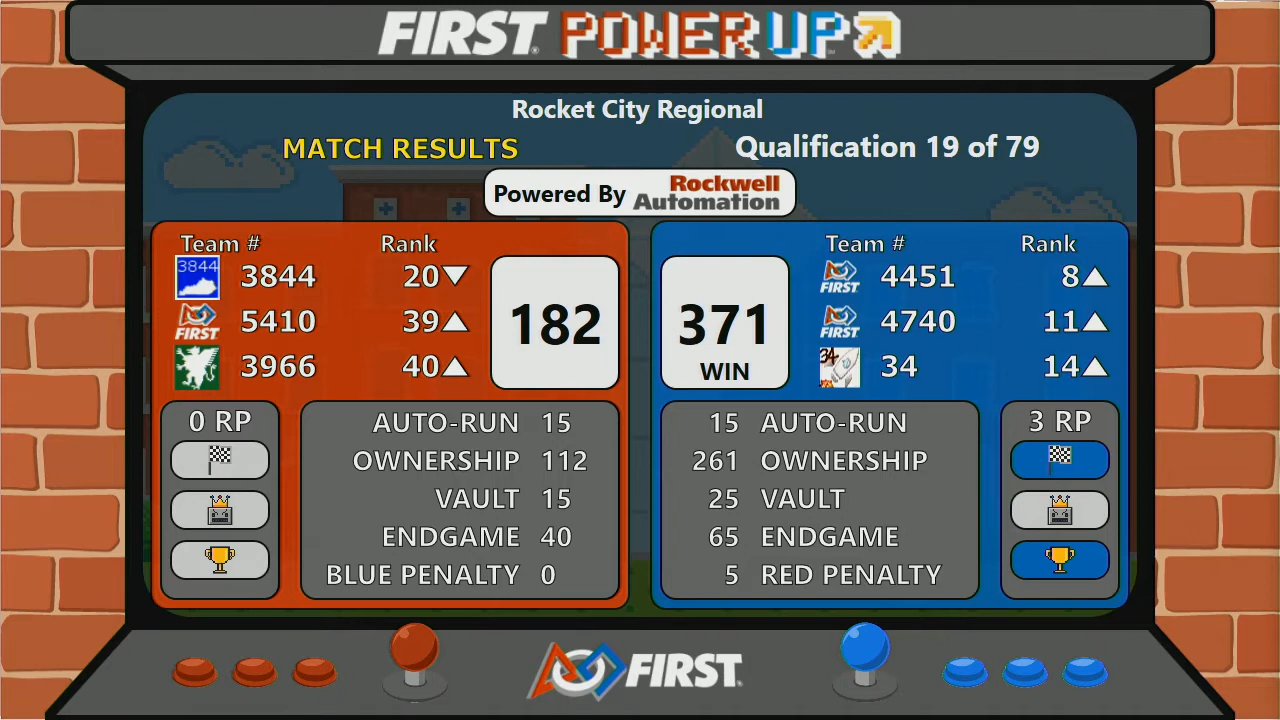 FIRST POWER UP
Rocket City Regional
MATCH RESULTS
Qualification 19 of 79
Powered By Rockwell Automation
Team # Rank
3844 3844 20
FIRST 5410 39
3966 40
182
Team # Rank
FIRST 4451 8
FIRST 4740 11
34 34 14
371
WIN
0 RP
AUTO-RUN 15
OWNERSHIP 112
VAULT 15
ENDGAME 40
BLUE PENALTY 0
15 AUTO-RUN
261 OWNERSHIP
25 VAULT
65 ENDGAME
5 RED PENALTY
3 RP
FIRST